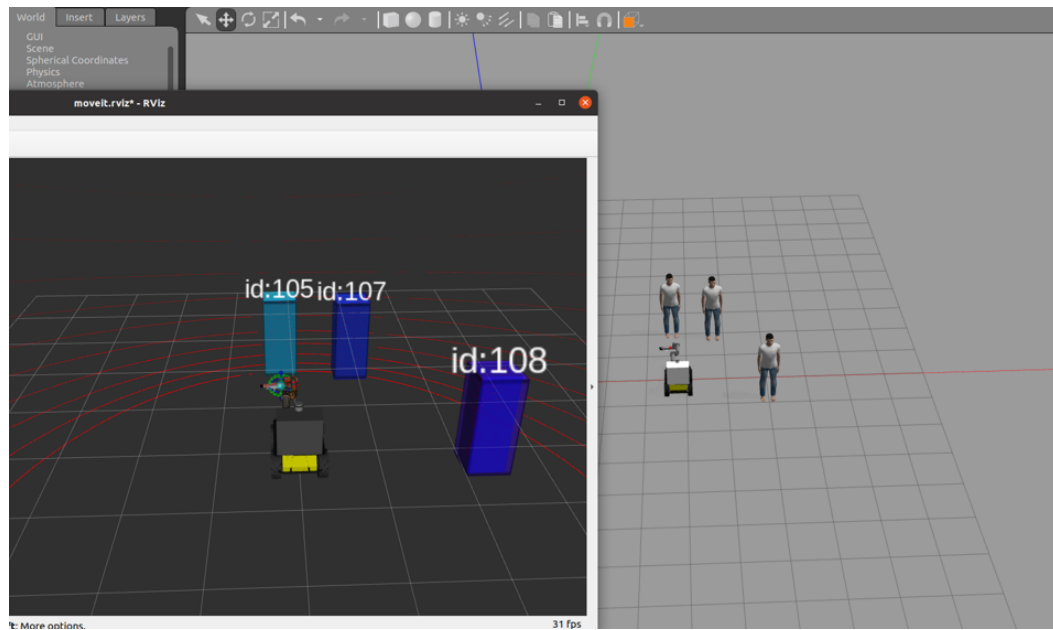 World Insert Layers
GUI
Scene
Spherical Coordinates
Physics
Atmosphere
moveit.rviz* - RViz
id:105 id:107
id:108
More options.
31 fps